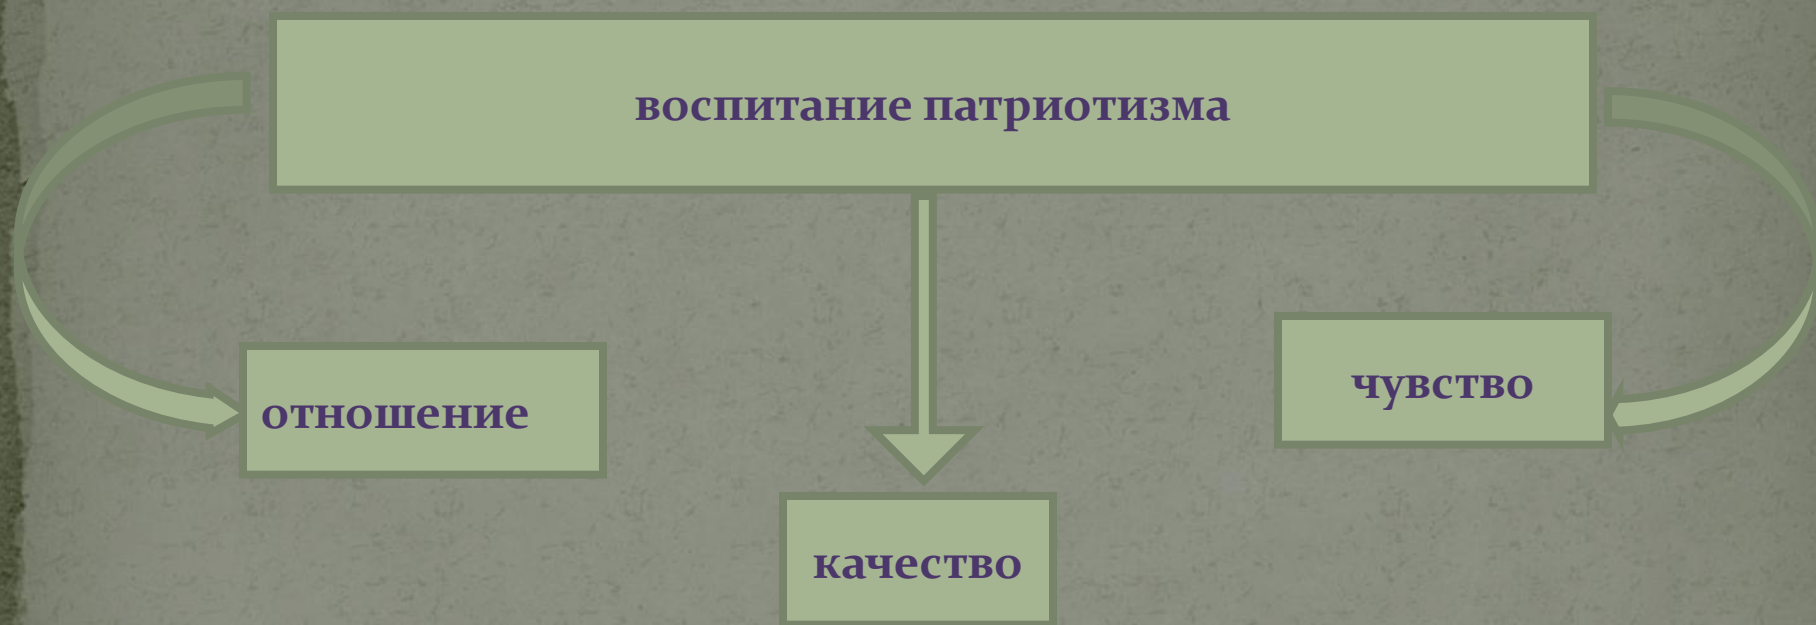 воспитание патриотизма
чувство
отношение
качество